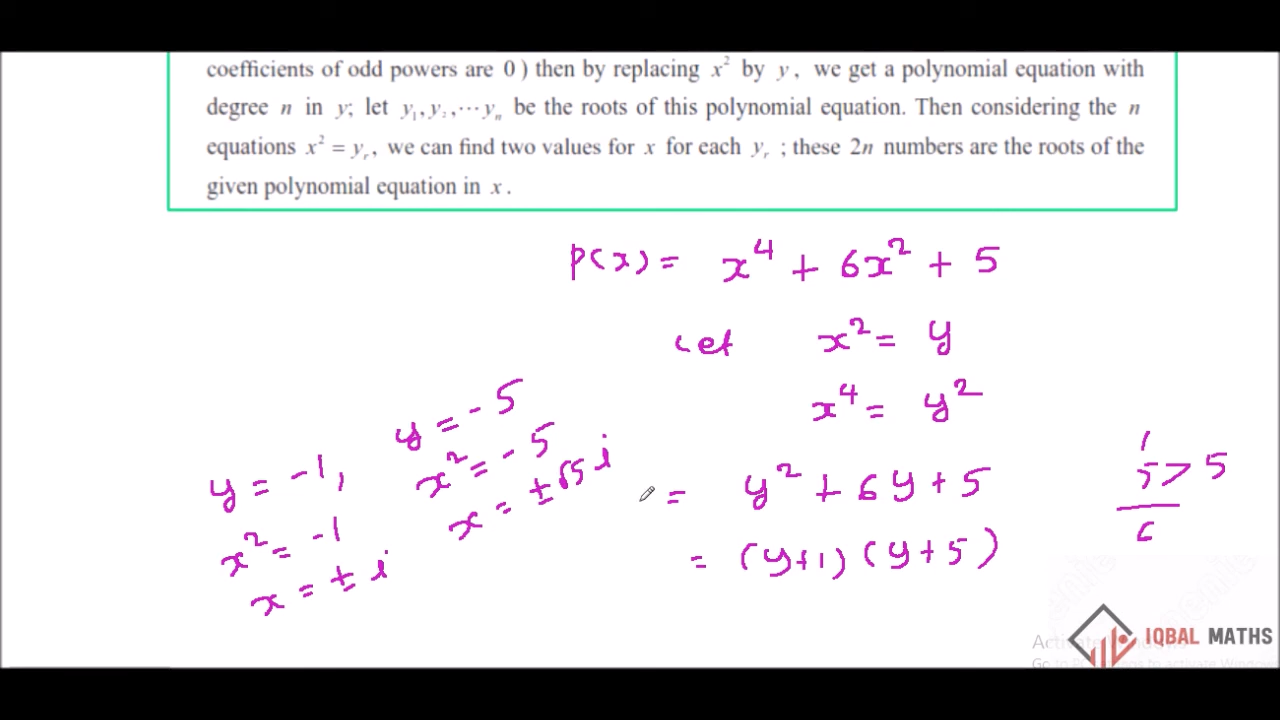 coefficients of odd powers are 0 ) then by replacing x² by y , we get a polynomial equation with
degree n in y; let y₁, y₂, ⋯ yₙ be the roots of this polynomial equation. Then considering the n
equations x² = yᵣ, we can find two values for x for each yᵣ ; these 2n numbers are the roots of the
given polynomial equation in x .
P(x) = x⁴ + 6x² + 5
Let x² = y
x⁴ = y²
= y² + 6y + 5
= (y+1) (y+5)
y = -1,
x² = -1
x = ± i
y = -5
x² = -5
x = ± √5 i
1
5 > 5
6
IQBAL MATHS